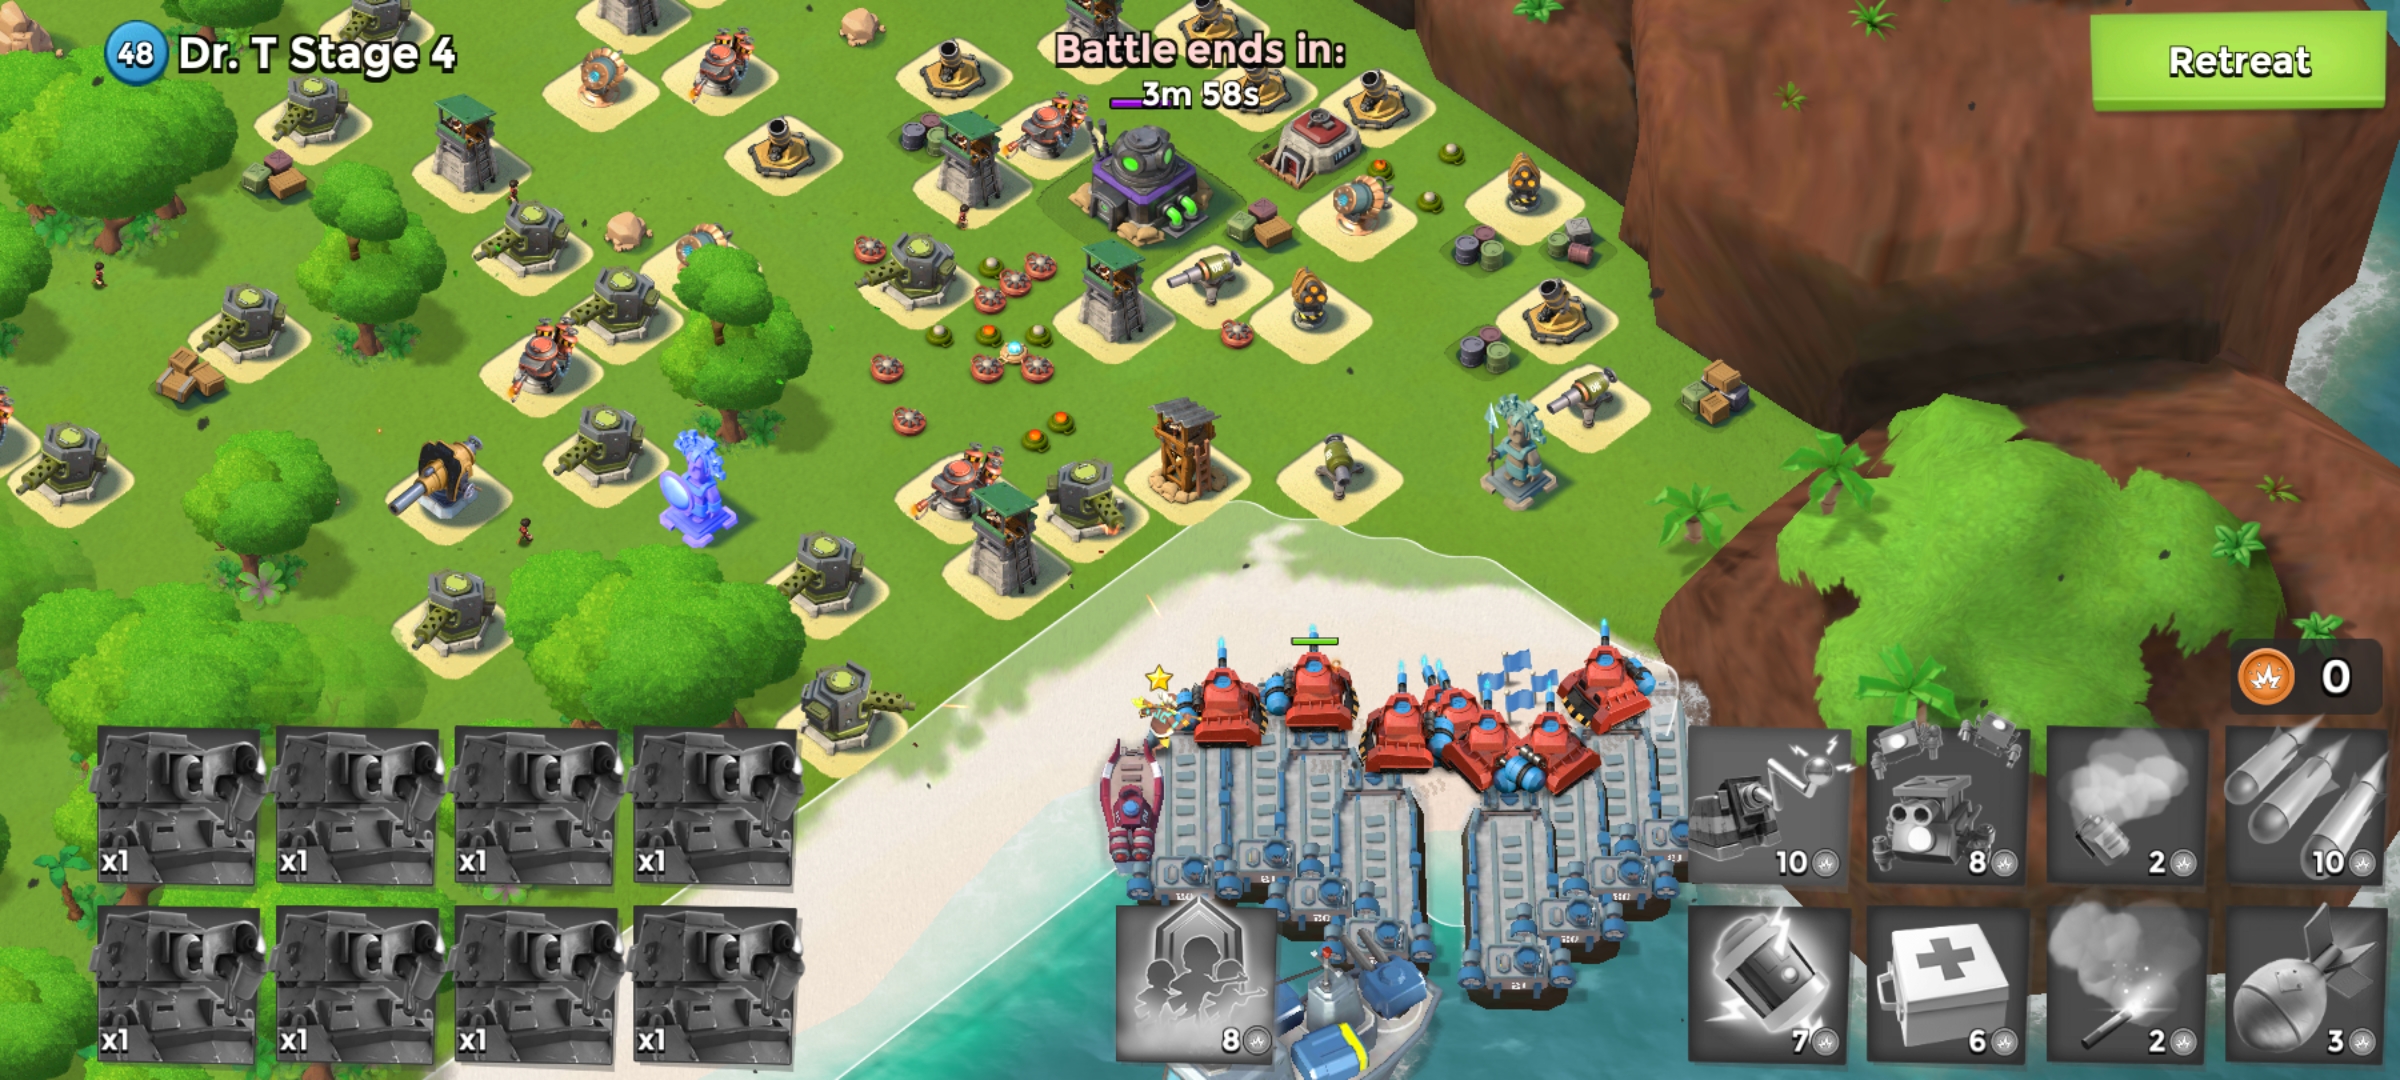 48 Dr. T Stage 4
Battle ends in:
3m 58s
Retreat
0
x1 x1 x1 x1
10 8 2 10
x1 x1 x1 x1
8
7 6 2 3